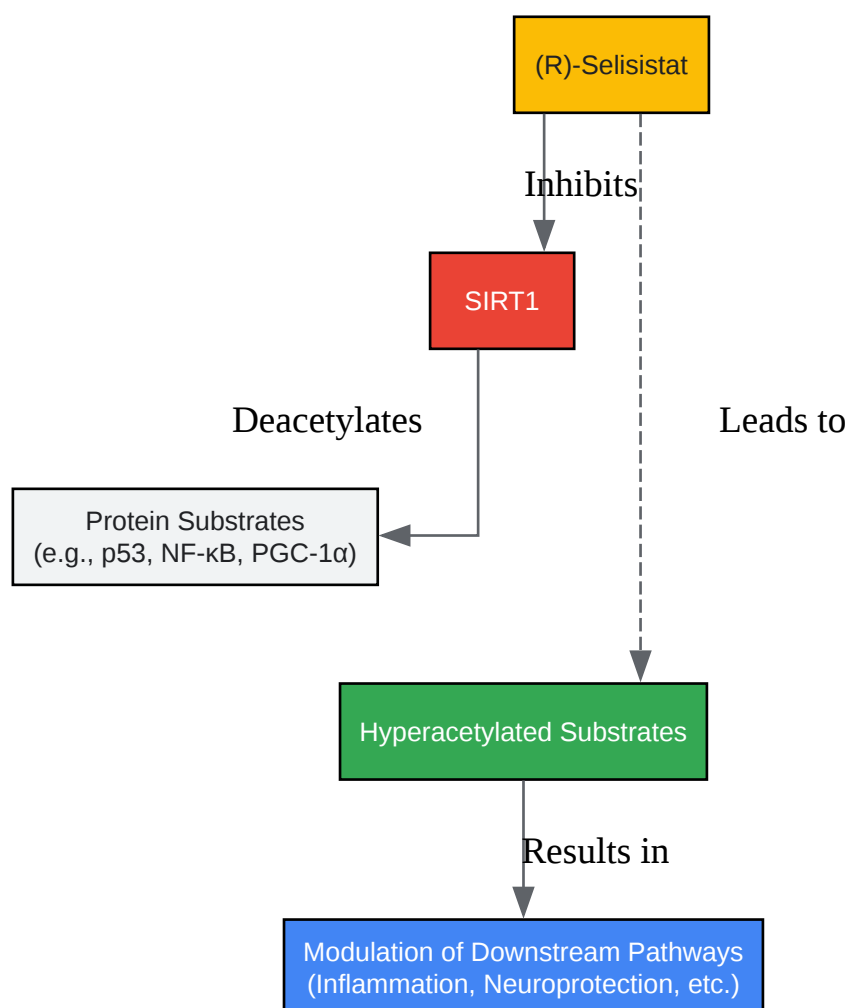 (R)-Selisistat
Inhibits
SIRT1
Deacetylates
Leads to
Protein Substrates
(e.g., p53, NF-κB, PGC-1α)
Hyperacetylated Substrates
Results in
Modulation of Downstream Pathways
(Inflammation, Neuroprotection, etc.)